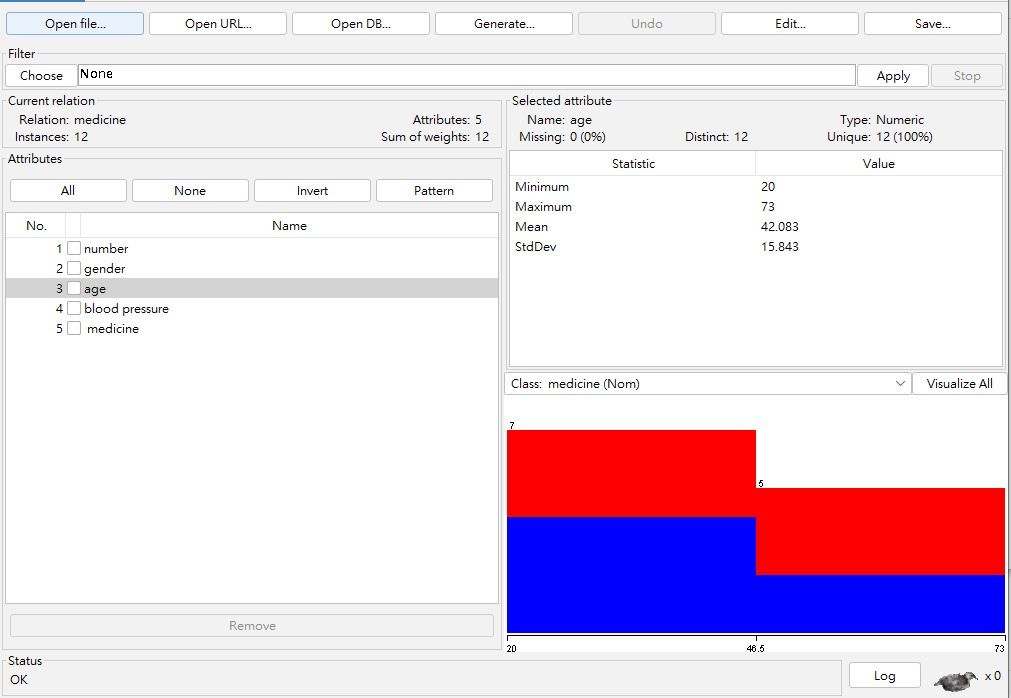 Open file... Open URL... Open DB... Generate... Undo Edit... Save...
Filter
Choose None Apply Stop
Current relation
Relation: medicine Attributes: 5
Instances: 12 Sum of weights: 12
Attributes
All None Invert Pattern
No. Name
1 number
2 gender
3 age
4 blood pressure
5 medicine
Remove
Selected attribute
Name: age Type: Numeric
Missing: 0 (0%) Distinct: 12 Unique: 12 (100%)
Statistic Value
Minimum 20
Maximum 73
Mean 42.083
StdDev 15.843
Class: medicine (Nom) Visualize All
7
5
20 46.5 73
Status
OK
Log x 0